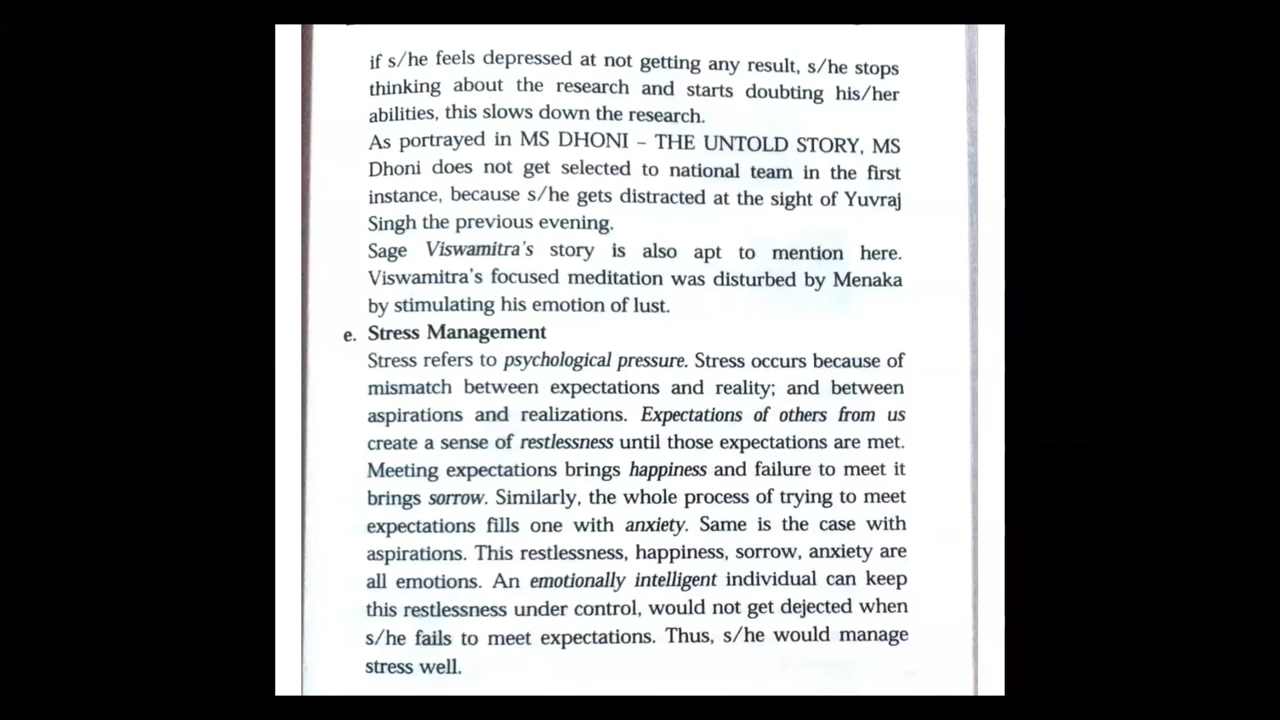 if s/he feels depressed at not getting any result, s/he stops
thinking about the research and starts doubting his/her
abilities, this slows down the research.
As portrayed in MS DHONI – THE UNTOLD STORY, MS
Dhoni does not get selected to national team in the first
instance, because s/he gets distracted at the sight of Yuvraj
Singh the previous evening.
Sage Viswamitra's story is also apt to mention here.
Viswamitra's focused meditation was disturbed by Menaka
by stimulating his emotion of lust.
e. Stress Management
Stress refers to psychological pressure. Stress occurs because of
mismatch between expectations and reality; and between
aspirations and realizations. Expectations of others from us
create a sense of restlessness until those expectations are met.
Meeting expectations brings happiness and failure to meet it
brings sorrow. Similarly, the whole process of trying to meet
expectations fills one with anxiety. Same is the case with
aspirations. This restlessness, happiness, sorrow, anxiety are
all emotions. An emotionally intelligent individual can keep
this restlessness under control, would not get dejected when
s/he fails to meet expectations. Thus, s/he would manage
stress well.